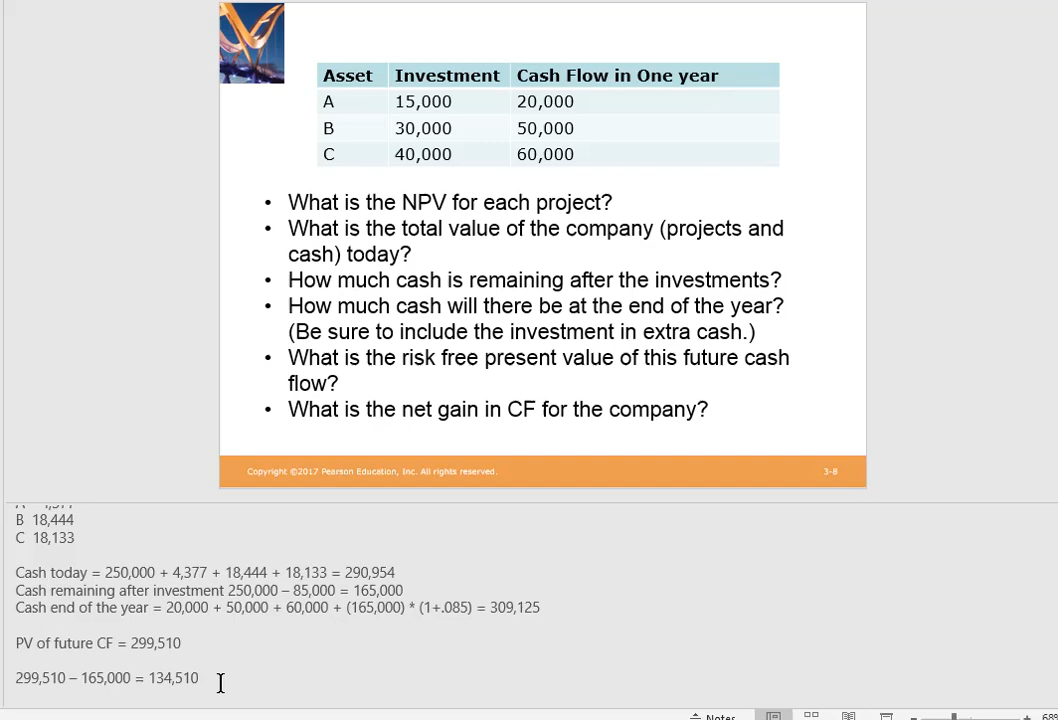 Asset Investment Cash Flow in One year
A 15,000 20,000
B 30,000 50,000
C 40,000 60,000
• What is the NPV for each project?
• What is the total value of the company (projects and
cash) today?
• How much cash is remaining after the investments?
• How much cash will there be at the end of the year?
(Be sure to include the investment in extra cash.)
• What is the risk free present value of this future cash
flow?
• What is the net gain in CF for the company?
Copyright ©2017 Pearson Education, Inc. All rights reserved. 3-8
B 18,444
C 18,133
Cash today = 250,000 + 4,377 + 18,444 + 18,133 = 290,954
Cash remaining after investment 250,000 – 85,000 = 165,000
Cash end of the year = 20,000 + 50,000 + 60,000 + (165,000) * (1+.085) = 309,125
PV of future CF = 299,510
299,510 – 165,000 = 134,510
Notes